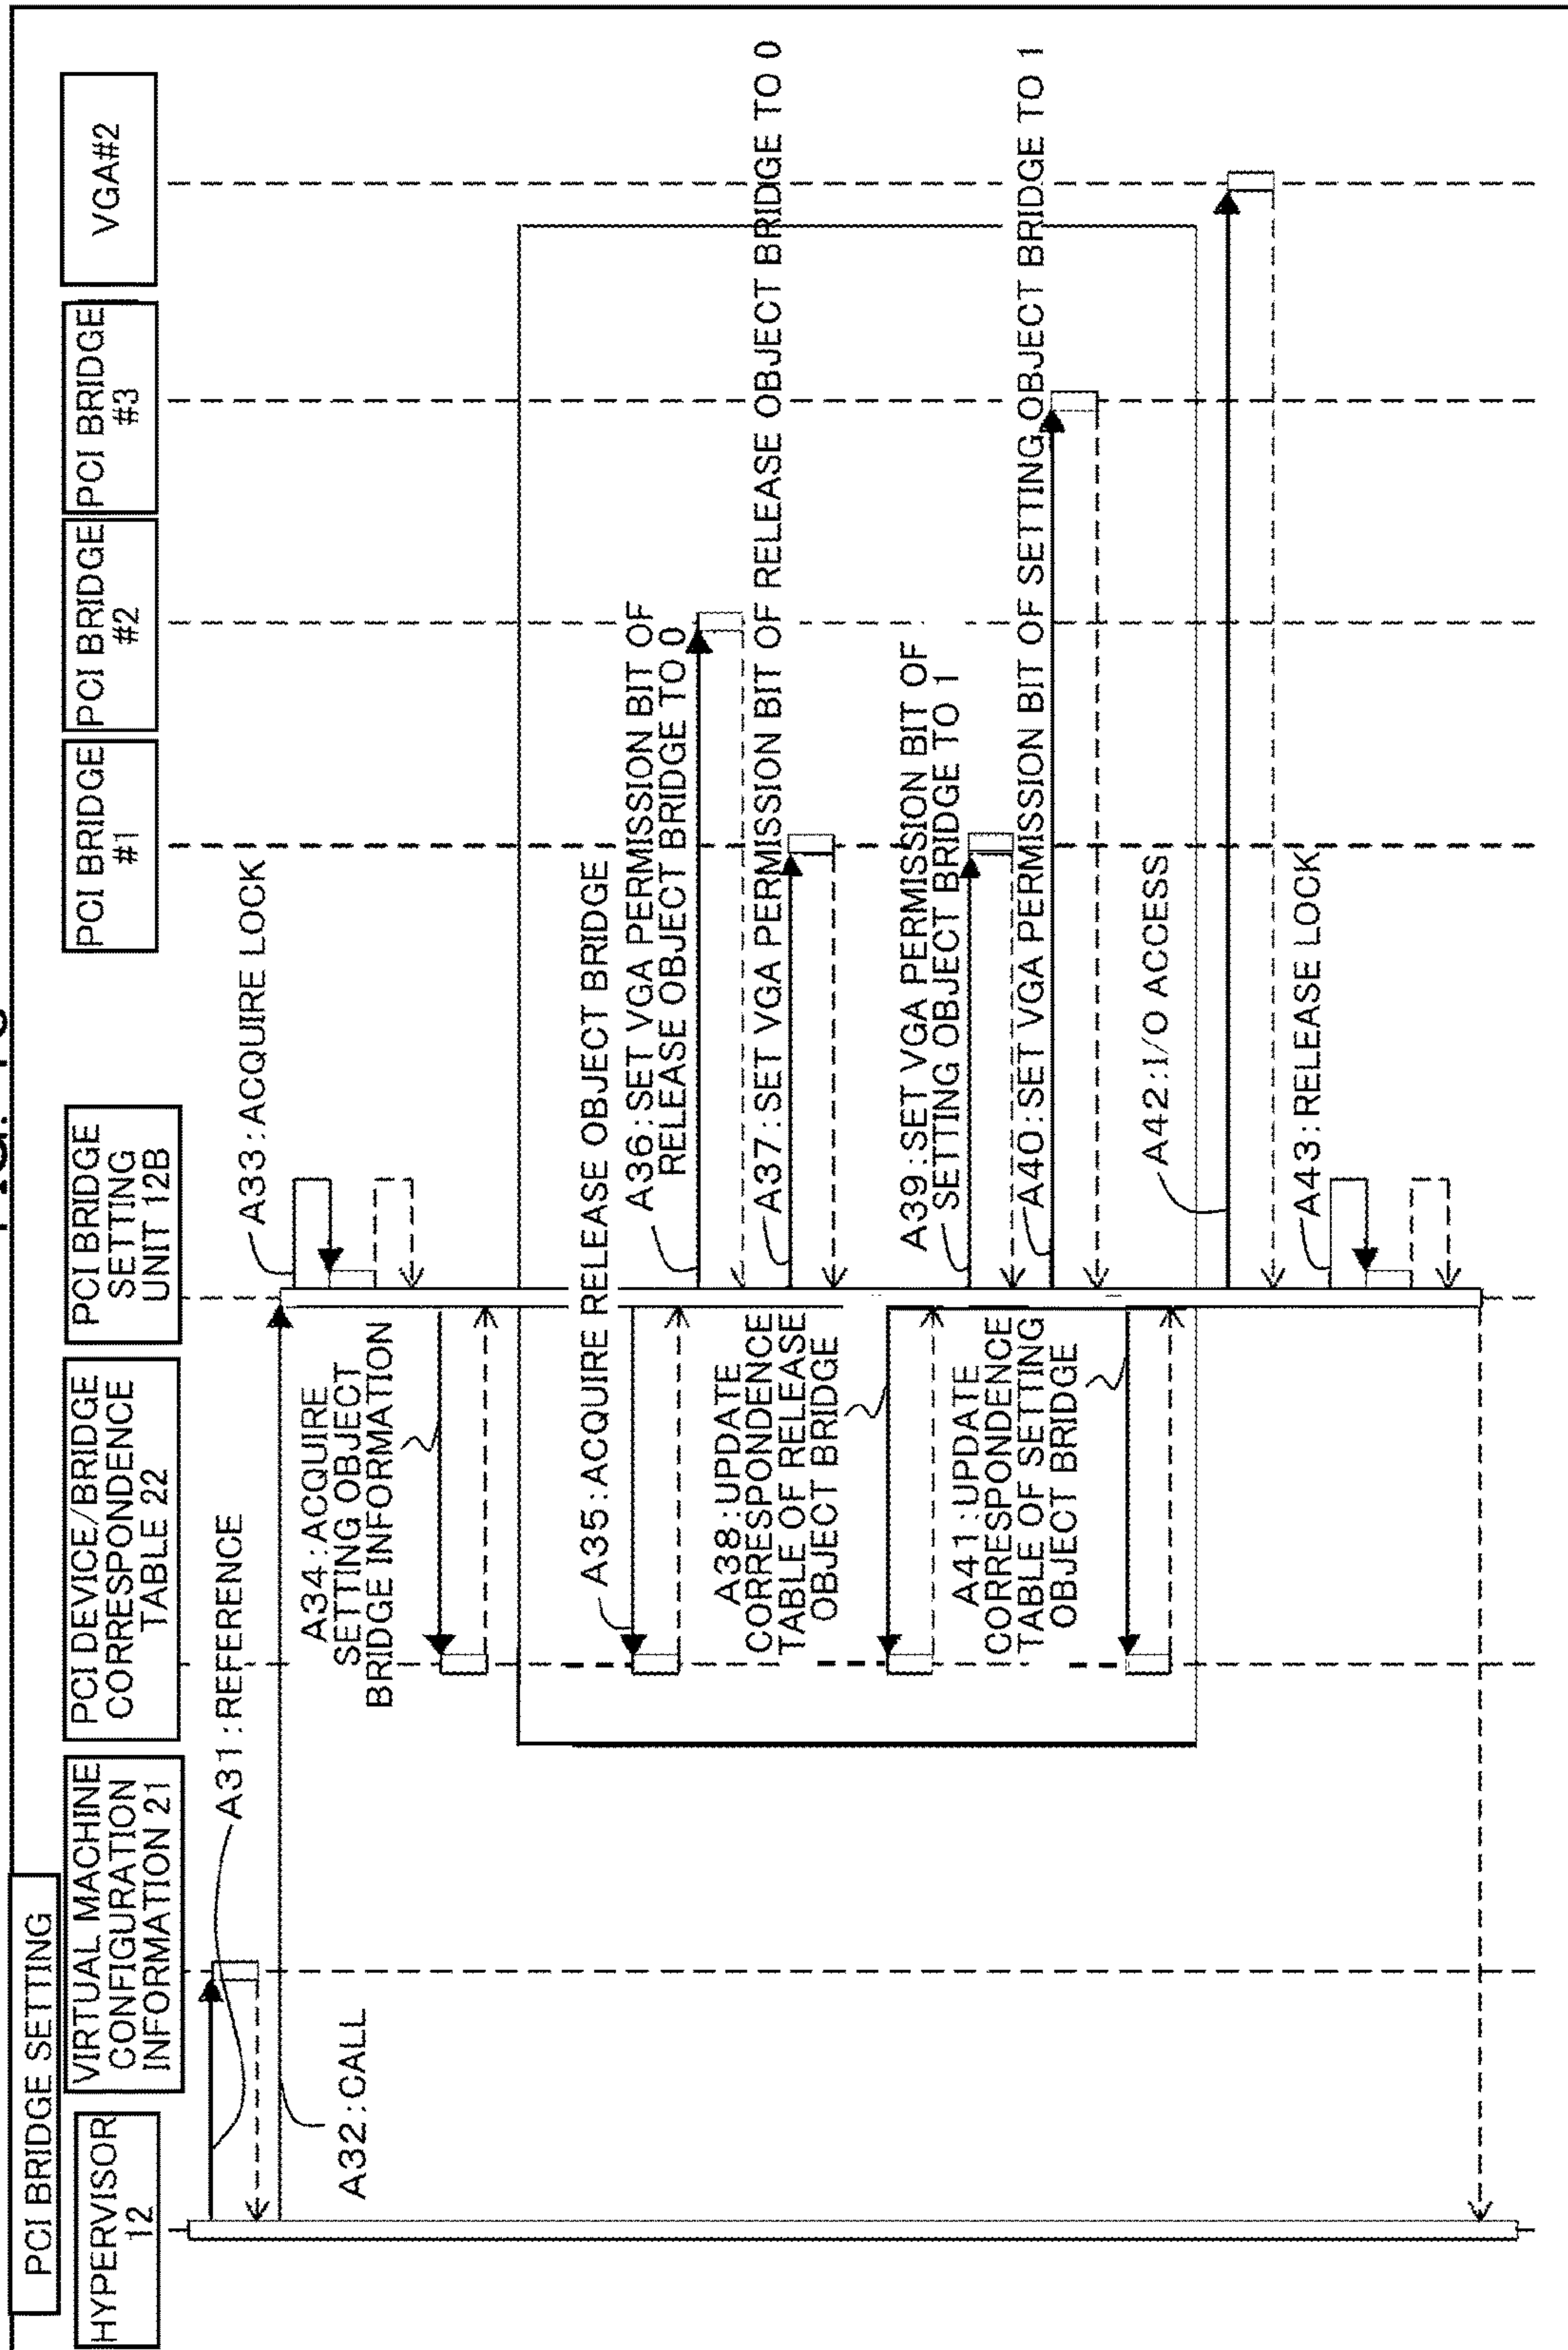 PCI BRIDGE SETTING
HYPERVISOR
12
VIRTUAL MACHINE
CONFIGURATION
INFORMATION 21
PCI DEVICE/BRIDGE
CORRESPONDENCE
TABLE 22
PCI BRIDGE
SETTING
UNIT 12B
PCI BRIDGE
#1
PCI BRIDGE
#2
PCI BRIDGE
#3
VGA#2
A31:REFERENCE
A32:CALL
A33:ACQUIRE LOCK
A34:ACQUIRE
SETTING OBJECT
BRIDGE INFORMATION
A35:ACQUIRE RELEASE OBJECT BRIDGE
A36:SET VGA PERMISSION BIT OF
RELEASE OBJECT BRIDGE TO 0
A37:SET VGA PERMISSION BIT OF RELEASE OBJECT BRIDGE TO 0
A38:UPDATE
CORRESPONDENCE
TABLE OF RELEASE
OBJECT BRIDGE
A39:SET VGA PERMISSION BIT OF
SETTING OBJECT BRIDGE TO 1
A40:SET VGA PERMISSION BIT OF SETTING OBJECT BRIDGE TO 1
A41:UPDATE
CORRESPONDENCE
TABLE OF SETTING
OBJECT BRIDGE
A42:I/O ACCESS
A43:RELEASE LOCK